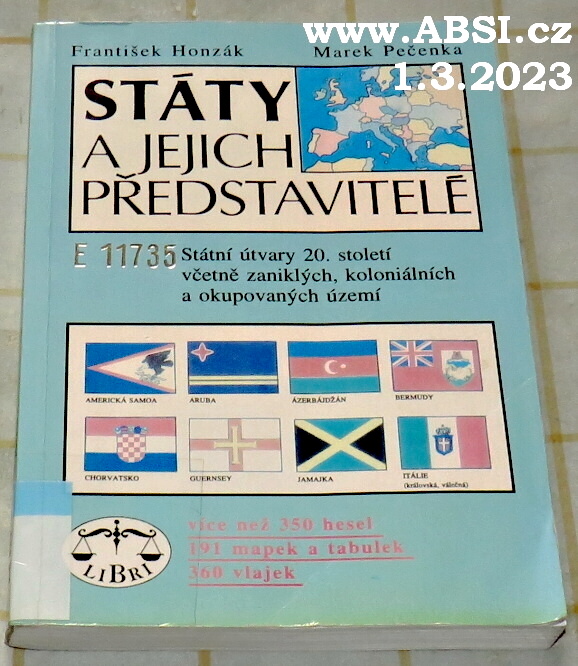 www.ABSI.cz
1.3.2023
František Honzák Marek Pečenka
STÁTY
A JEJICH
PŘEDSTAVITELÉ
E 11735
Státní útvary 20. století
včetně zaniklých, koloniálních
a okupovaných území
AMERICKÁ SAMOA ARUBA ÁZERBÁJDŽÁN BERMUDY
CHORVATSKO GUERNSEY JAMAJKA ITÁLIE
(královská, válečná)
více než 350 hesel
191 mapek a tabulek
360 vlajek
LIBRI